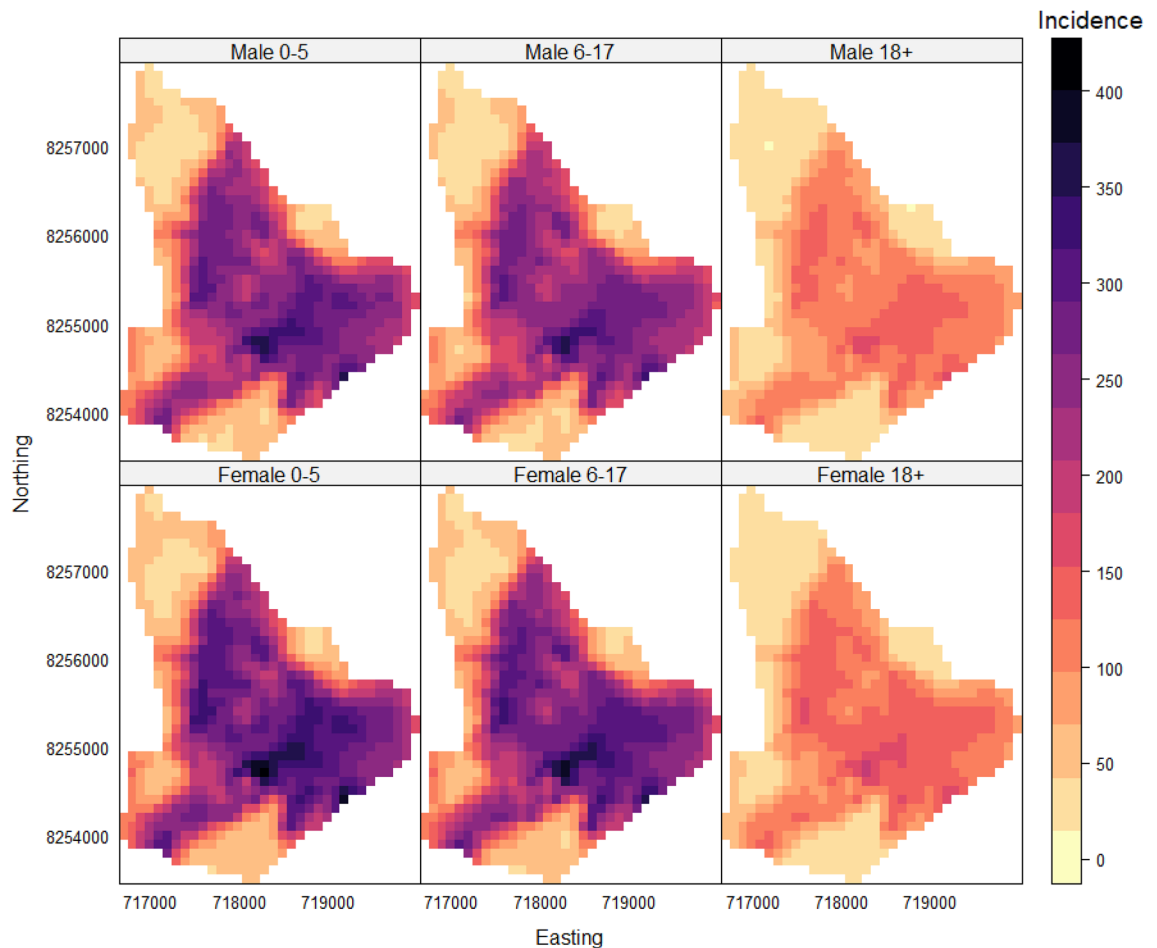 Incidence
Male 0-5
Male 6-17
Male 18+
400
350
300
250
200
150
100
50
0
8257000
8256000
8255000
8254000
Northing
Female 0-5
Female 6-17
Female 18+
8257000
8256000
8255000
8254000
717000 718000 719000
717000 718000 719000
717000 718000 719000
Easting